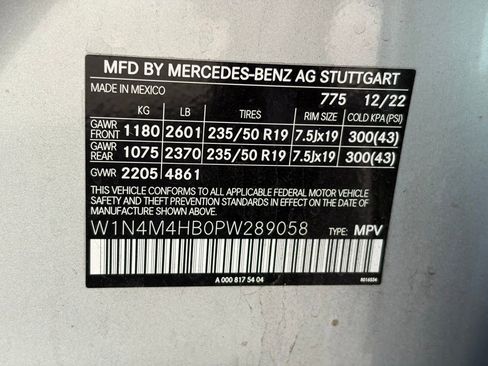 MFD BY MERCEDES-BENZ AG STUTTGART
MADE IN MEXICO 775 12/22
KG LB TIRES RIM SIZE COLD KPA (PSI)
GAWR FRONT 1180 2601 235/50 R19 7.5Jx19 300(43)
GAWR REAR 1075 2370 235/50 R19 7.5Jx19 300(43)
GVWR 2205 4861
THIS VEHICLE CONFORMS TO ALL APPLICABLE FEDERAL MOTOR VEHICLE
SAFETY AND THEFT PREVENTION STANDARDS IN EFFECT ON THE DATE
OF MANUFACTURE SHOWN ABOVE.
W1N4M4HB0PW289058 TYPE: MPV
A 000 817 54 04